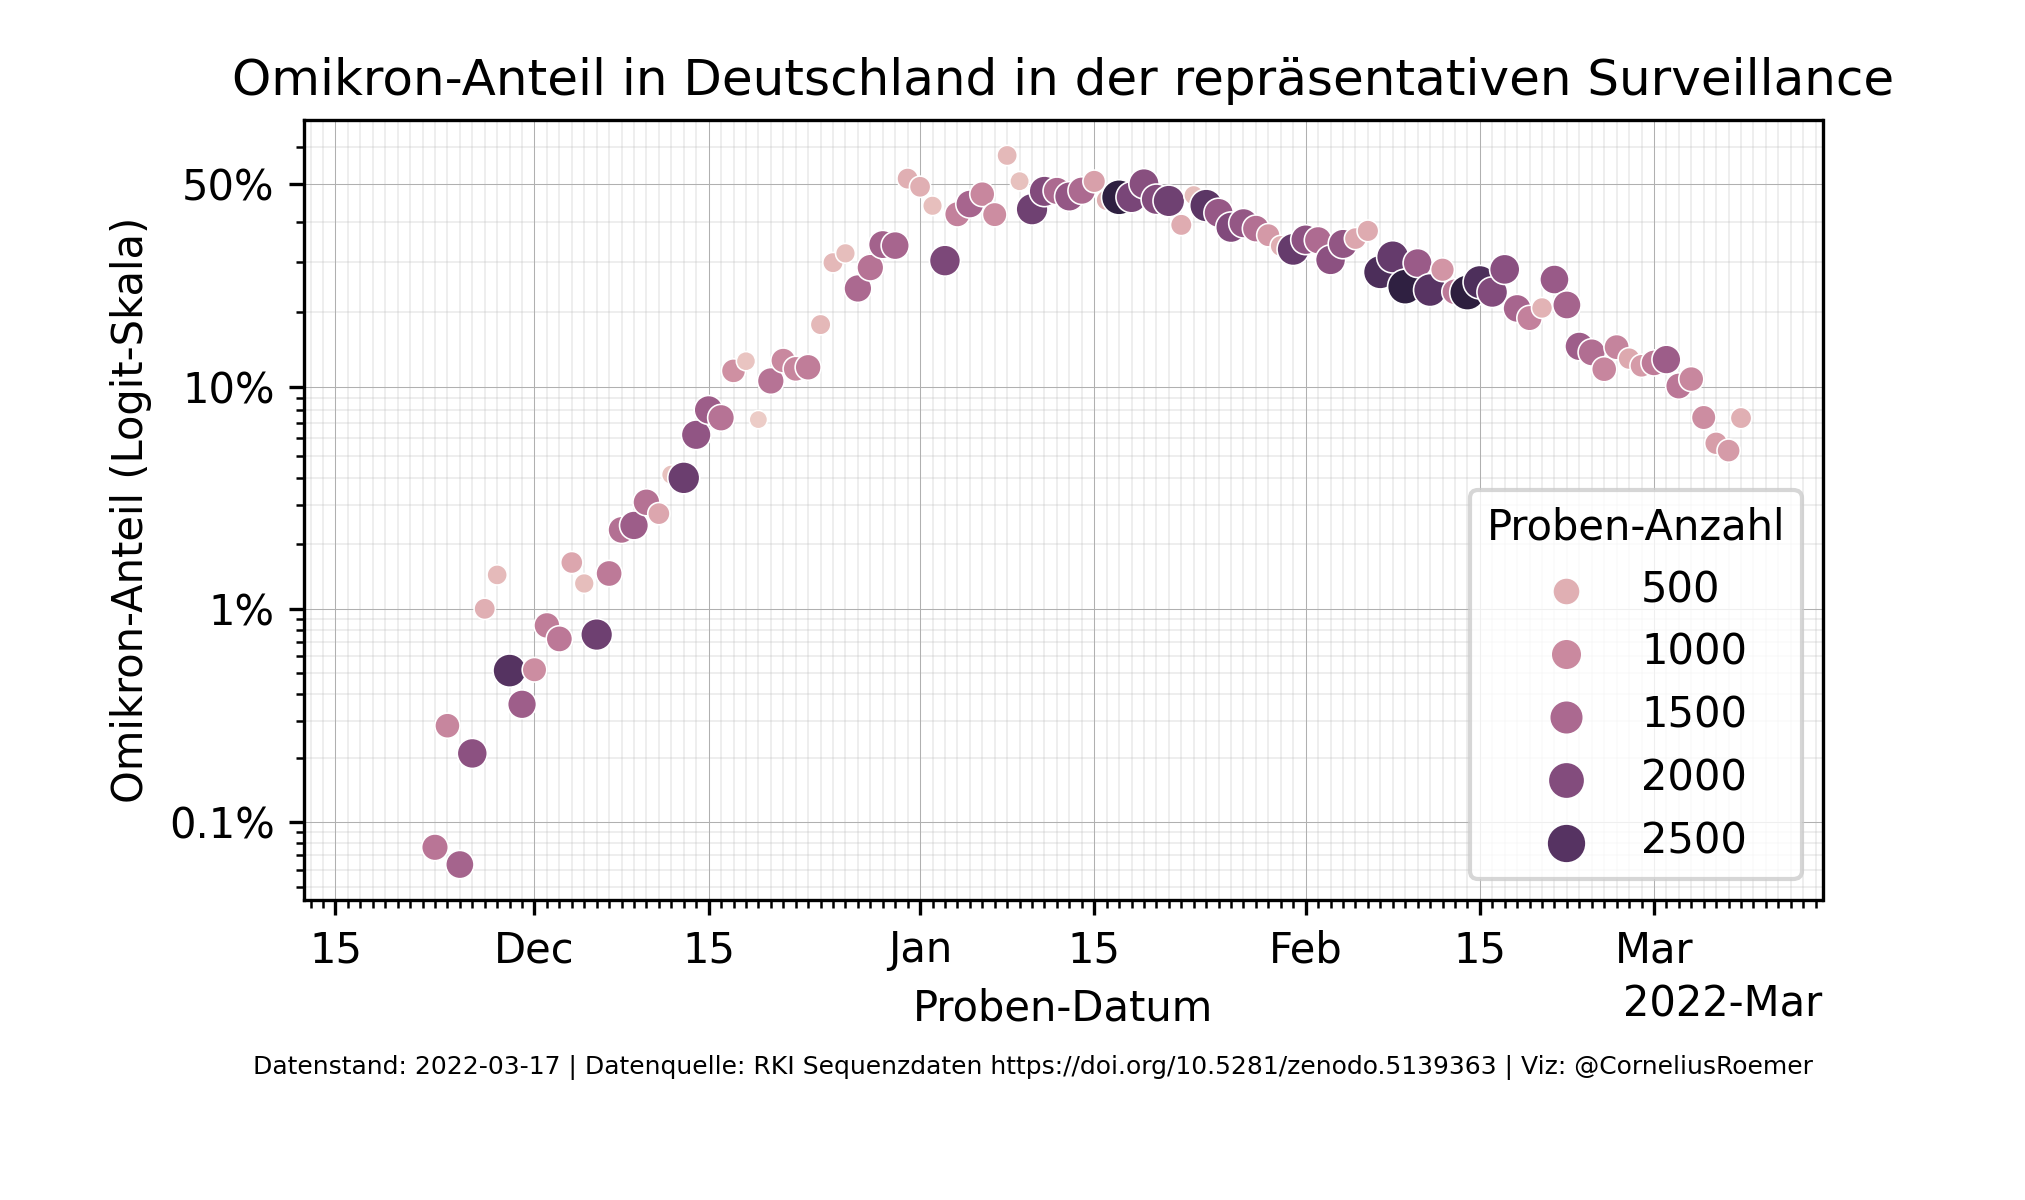 Omikron-Anteil in Deutschland in der repräsentativen Surveillance
Omikron-Anteil (Logit-Skala)
50%
10%
1%
0.1%
Proben-Anzahl
500
1000
1500
2000
2500
15 Dec 15 Jan 15 Feb 15 Mar
Proben-Datum
2022-Mar
Datenstand: 2022-03-17 | Datenquelle: RKI Sequenzdaten https://doi.org/10.5281/zenodo.5139363 | Viz: @CorneliusRoemer